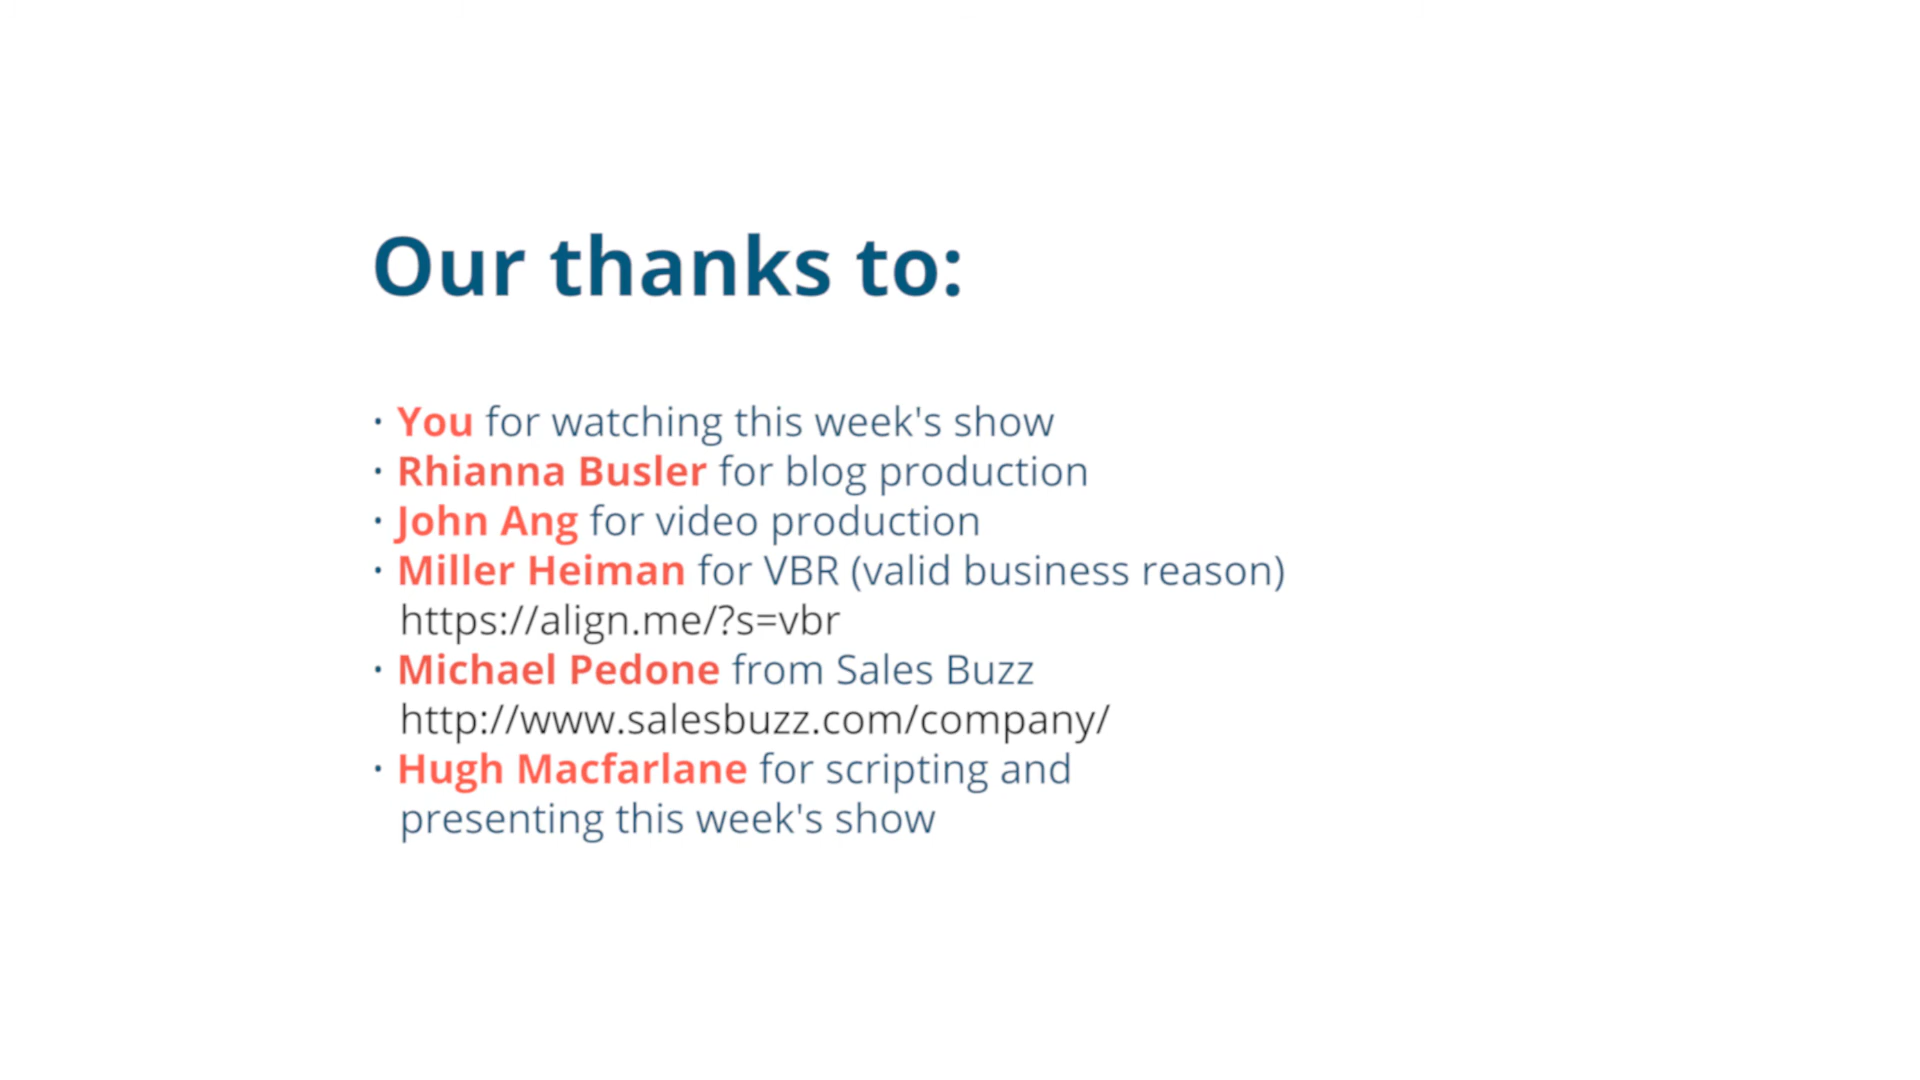 Our thanks to:
· You for watching this week's show
· Rhianna Busler for blog production
· John Ang for video production
· Miller Heiman for VBR (valid business reason)
https://align.me/?s=vbr
· Michael Pedone from Sales Buzz
http://www.salesbuzz.com/company/
· Hugh Macfarlane for scripting and
presenting this week's show